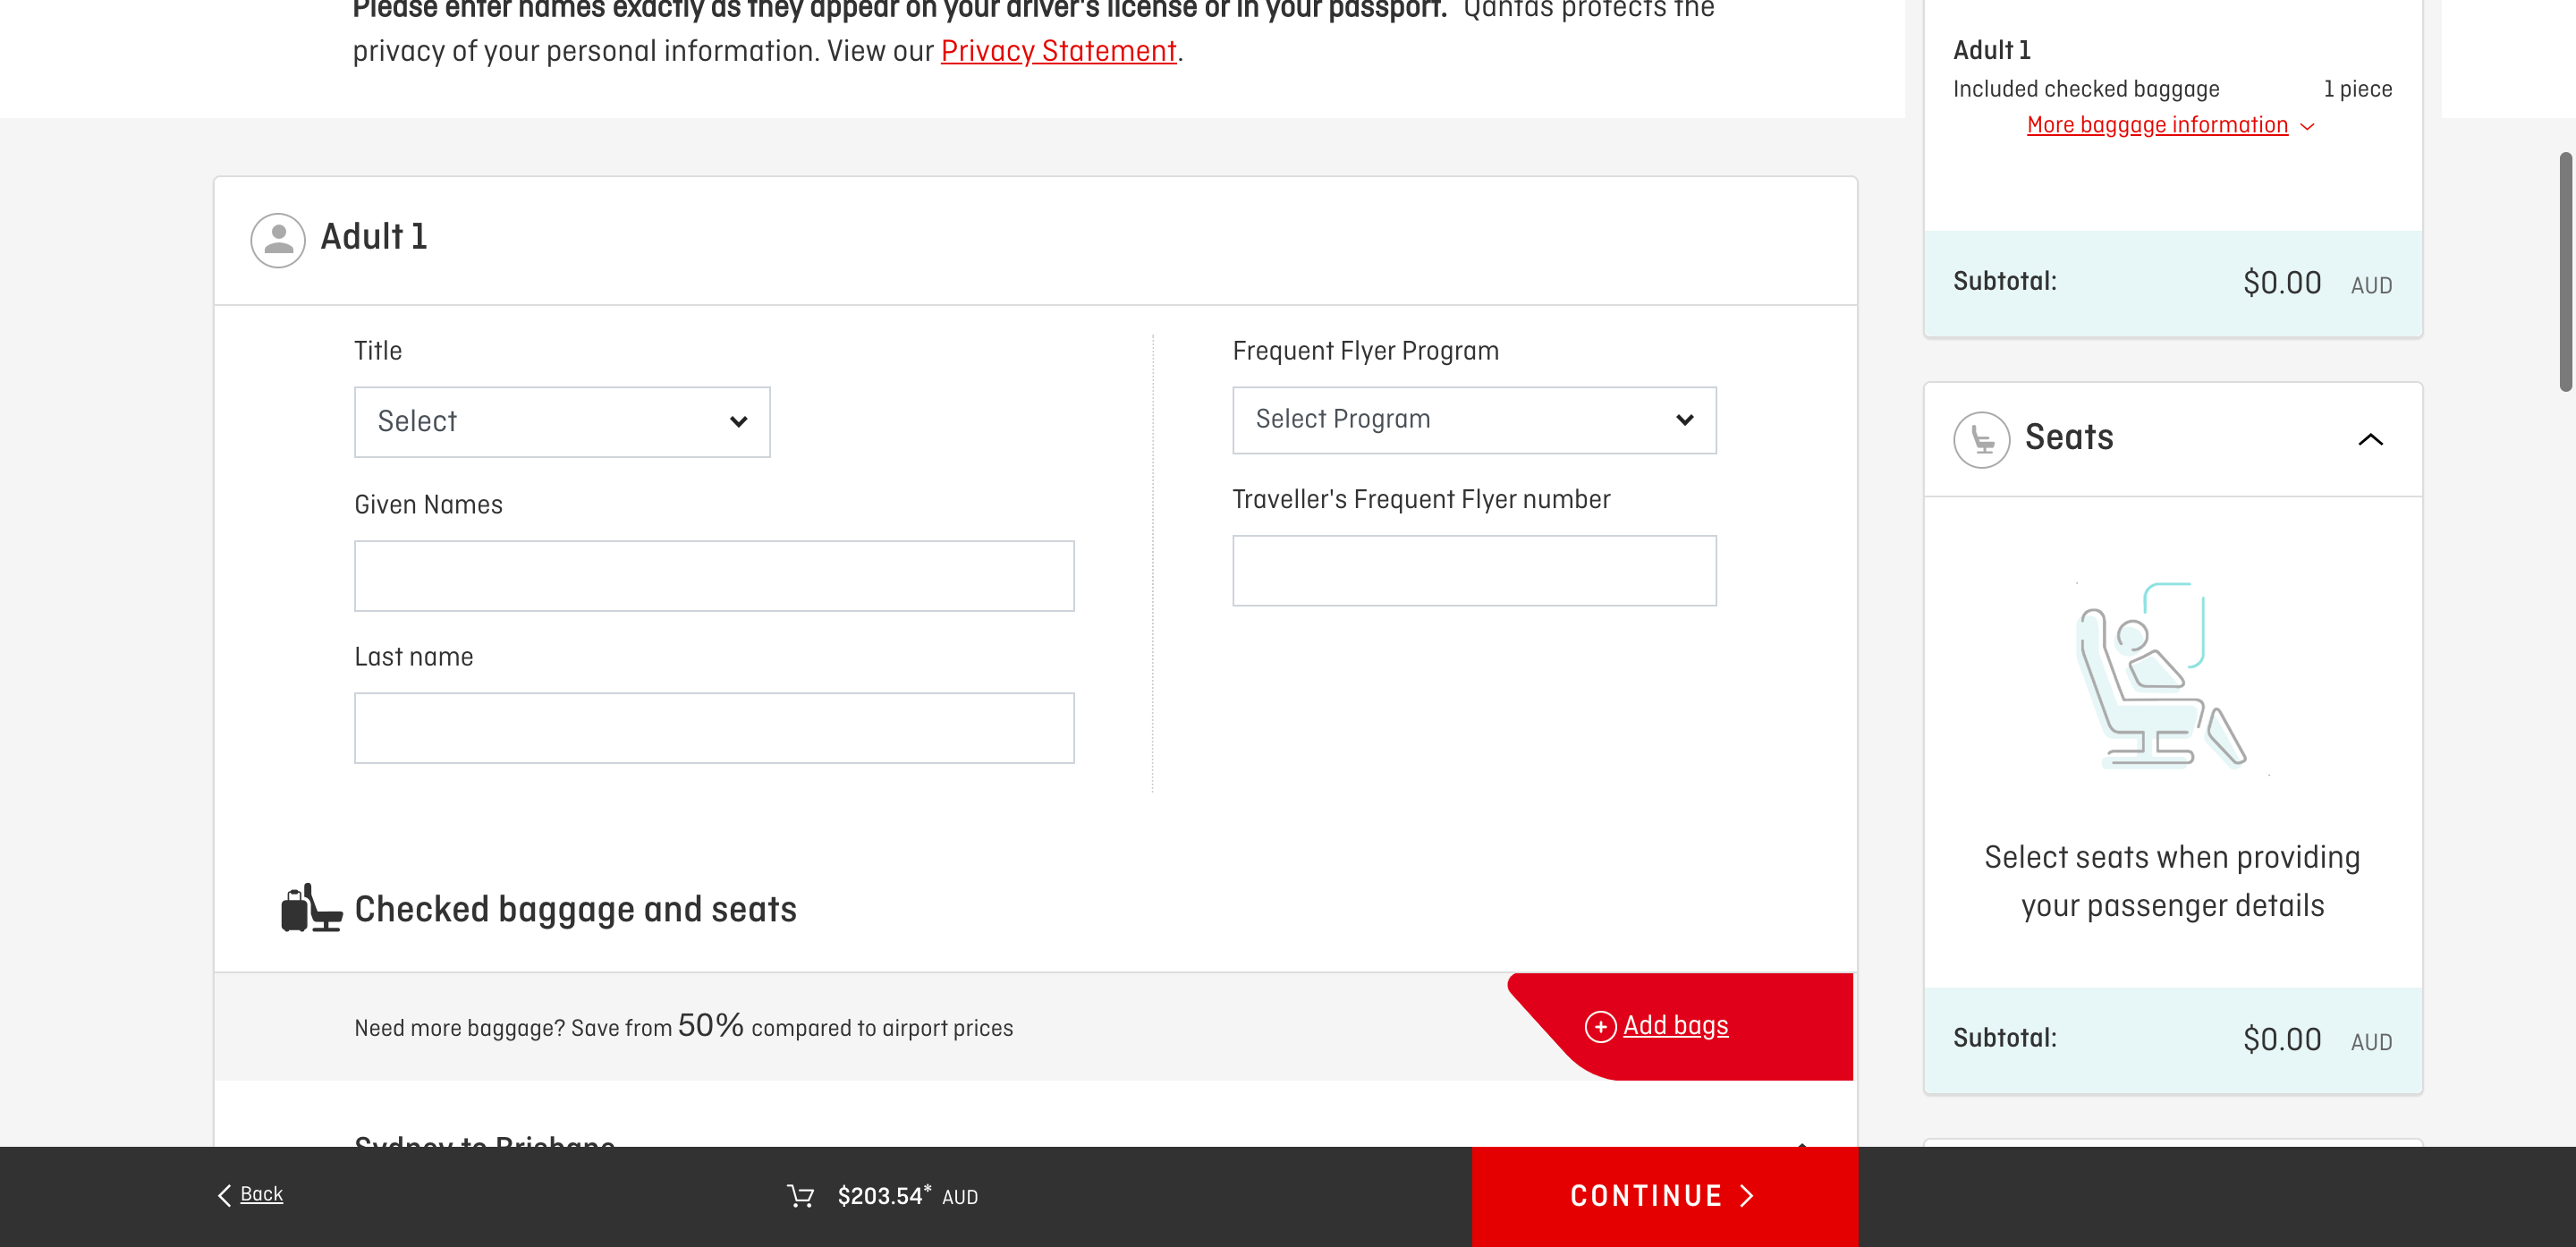 Please enter names exactly as they appear on your driver's license or in your passport. Qantas protects the
privacy of your personal information. View our Privacy Statement.
Adult 1
Title
Select
Given Names
Last name
Frequent Flyer Program
Select Program
Traveller's Frequent Flyer number
Checked baggage and seats
Need more baggage? Save from 50% compared to airport prices
Add bags
Sydney to Brisbane
Adult 1
Included checked baggage 1 piece
More baggage information
Subtotal: $0.00 AUD
Seats
Select seats when providing
your passenger details
Subtotal: $0.00 AUD
Back
$203.54* AUD
CONTINUE